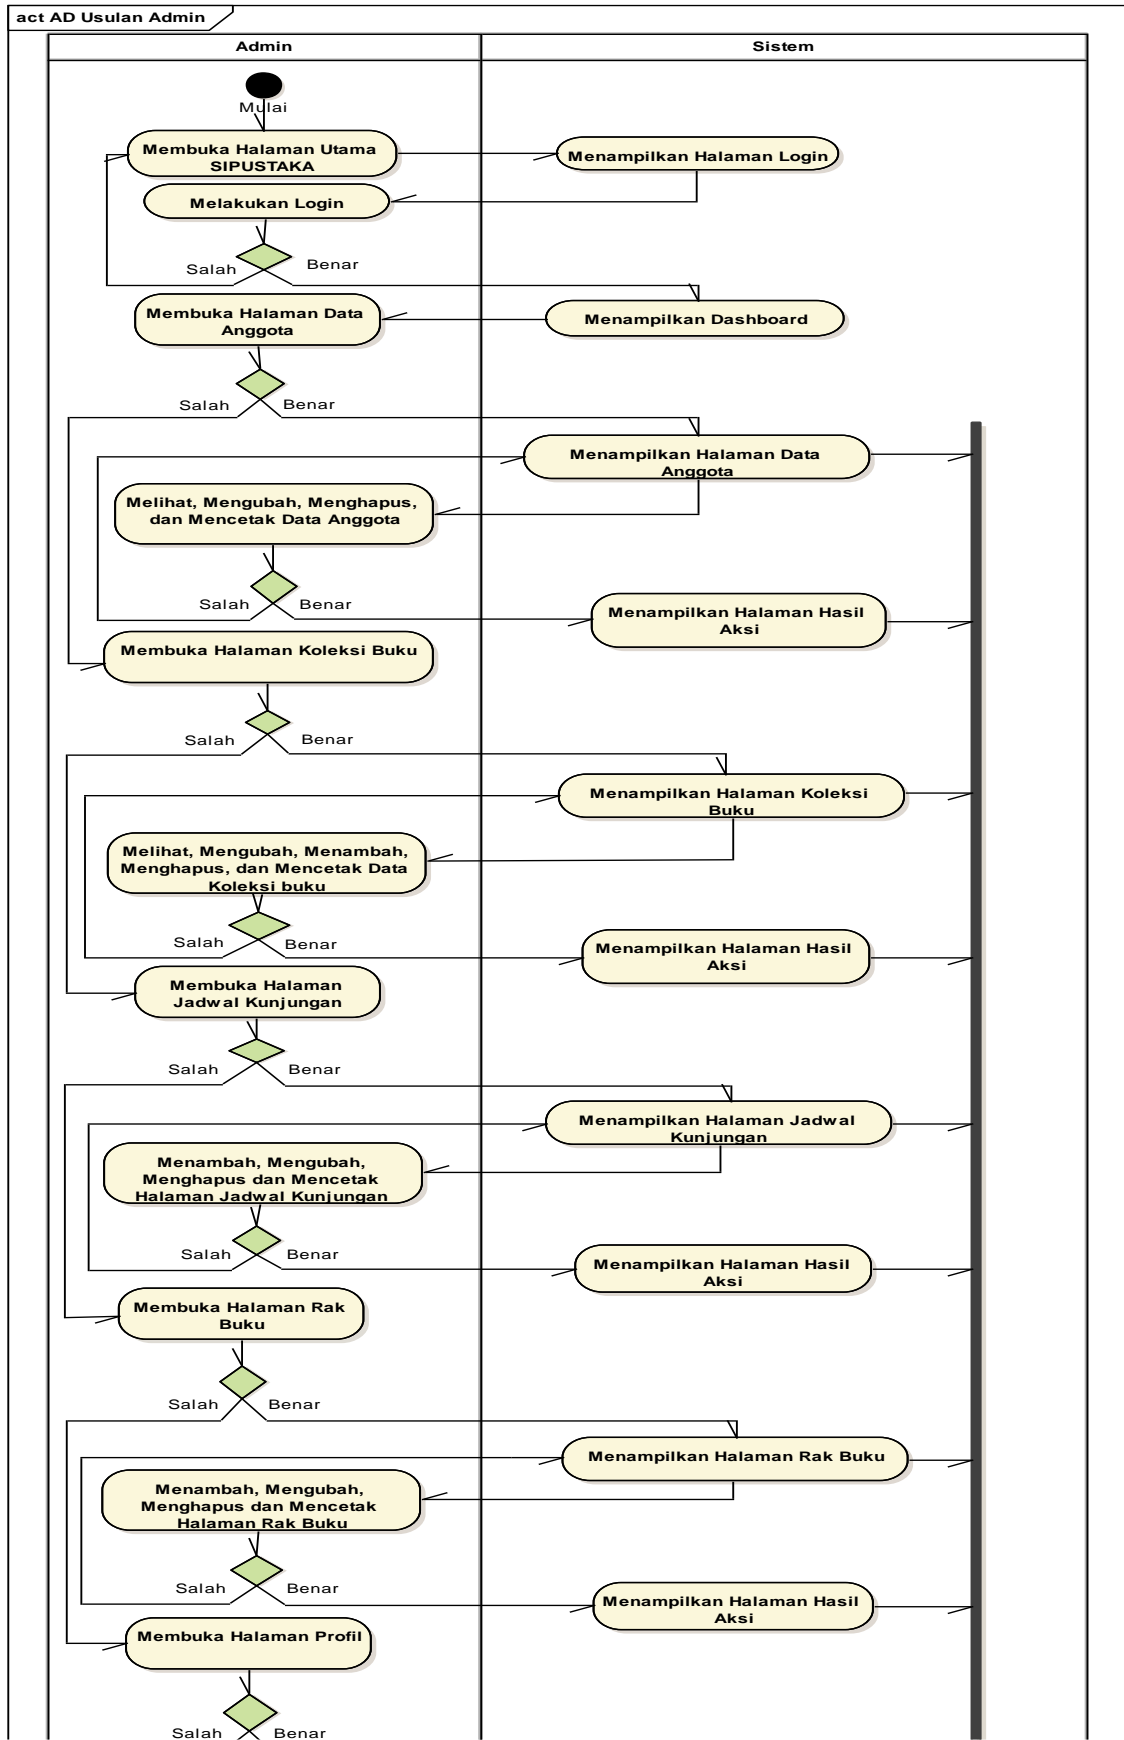 act AD Usulan Admin
Admin
Sistem
Mulai
Membuka Halaman Utama
SIPUSTAKA
Menampilkan Halaman Login
Melakukan Login
Salah
Benar
Membuka Halaman Data
Anggota
Menampilkan Dashboard
Salah
Benar
Menampilkan Halaman Data
Anggota
Melihat, Mengubah, Menghapus,
dan Mencetak Data Anggota
Salah
Benar
Menampilkan Halaman Hasil
Aksi
Membuka Halaman Koleksi Buku
Salah
Benar
Menampilkan Halaman Koleksi
Buku
Melihat, Mengubah, Menambah,
Menghapus, dan Mencetak Data
Koleksi buku
Salah
Benar
Menampilkan Halaman Hasil
Aksi
Membuka Halaman
Jadwal Kunjungan
Salah
Benar
Menampilkan Halaman Jadwal
Kunjungan
Menambah, Mengubah,
Menghapus dan Mencetak
Halaman Jadwal Kunjungan
Salah
Benar
Menampilkan Halaman Hasil
Aksi
Membuka Halaman Rak
Buku
Salah
Benar
Menampilkan Halaman Rak Buku
Menambah, Mengubah,
Menghapus dan Mencetak
Halaman Rak Buku
Salah
Benar
Menampilkan Halaman Hasil
Aksi
Membuka Halaman Profil
Salah
Benar